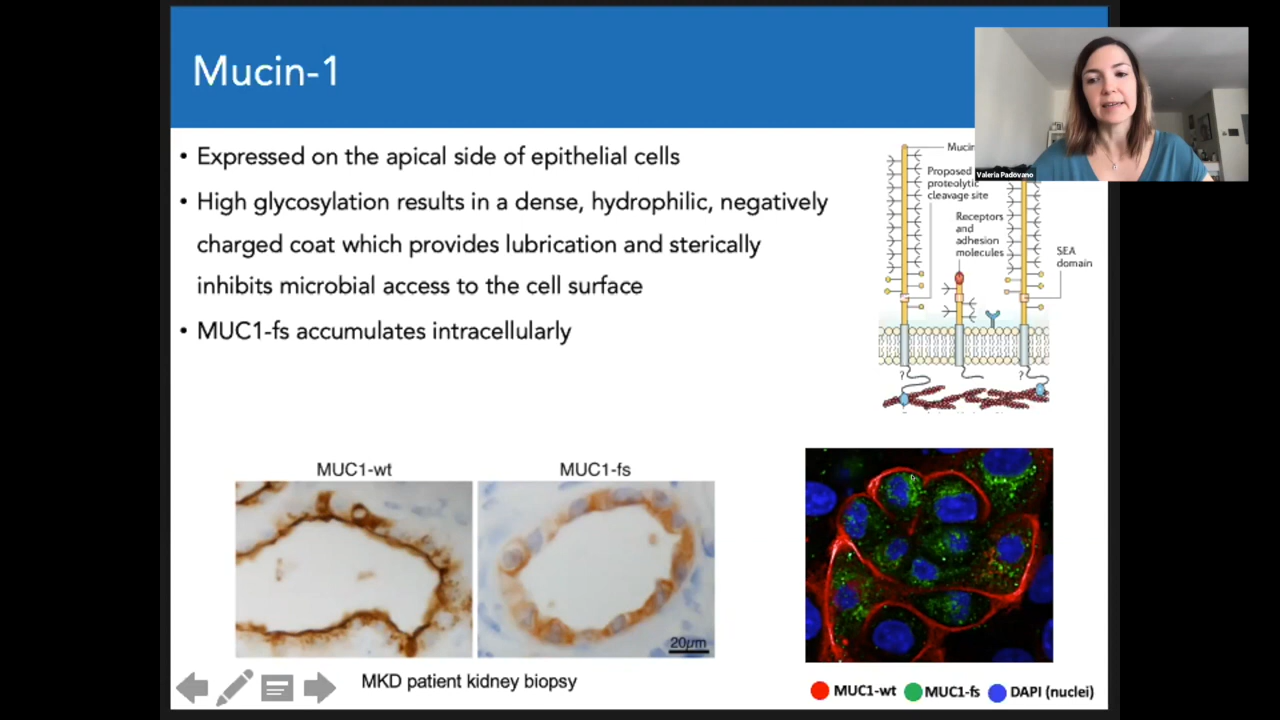 Mucin-1
Valeria Padovano
• Expressed on the apical side of epithelial cells
• High glycosylation results in a dense, hydrophilic, negatively
charged coat which provides lubrication and sterically
inhibits microbial access to the cell surface
• MUC1-fs accumulates intracellularly
Mucin
Proposed
proteolytic
cleavage site
Receptors
and
adhesion
molecules
SEA
domain
?
?
MUC1-wt
MUC1-fs
20µm
MKD patient kidney biopsy
MUC1-wt
MUC1-fs
DAPI (nuclei)